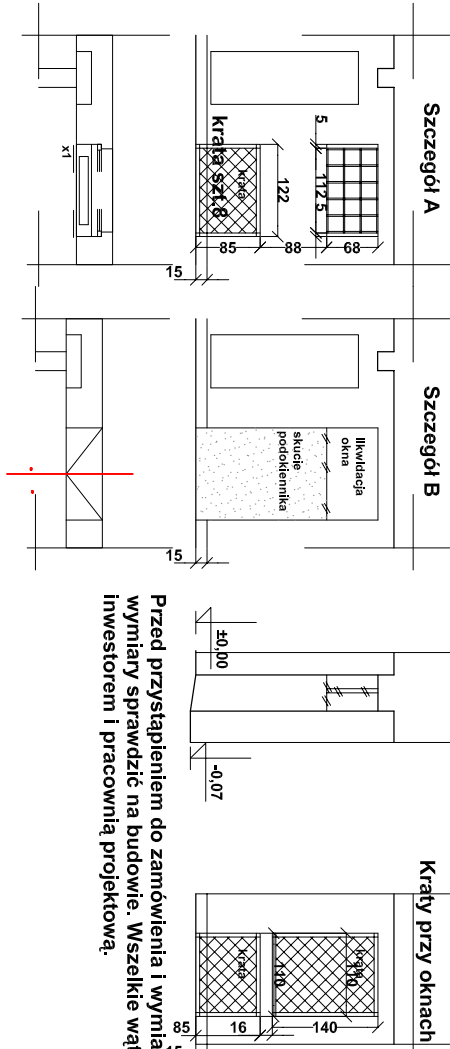 Szczegół A
5
112
5
122
krata
krata szt.8
85
88
68
15
x1
Szczegół B
likwidacja
okna
skucie
podokiennika
15
±0,00
-0,07
Kraty przy oknach
krata
110
krata
110
85
16
140
15
Przed przystąpieniem do zamówienia i wymia
wymiary sprawdzić na budowie. Wszelkie wąt
inwestorem i pracownią projektową.